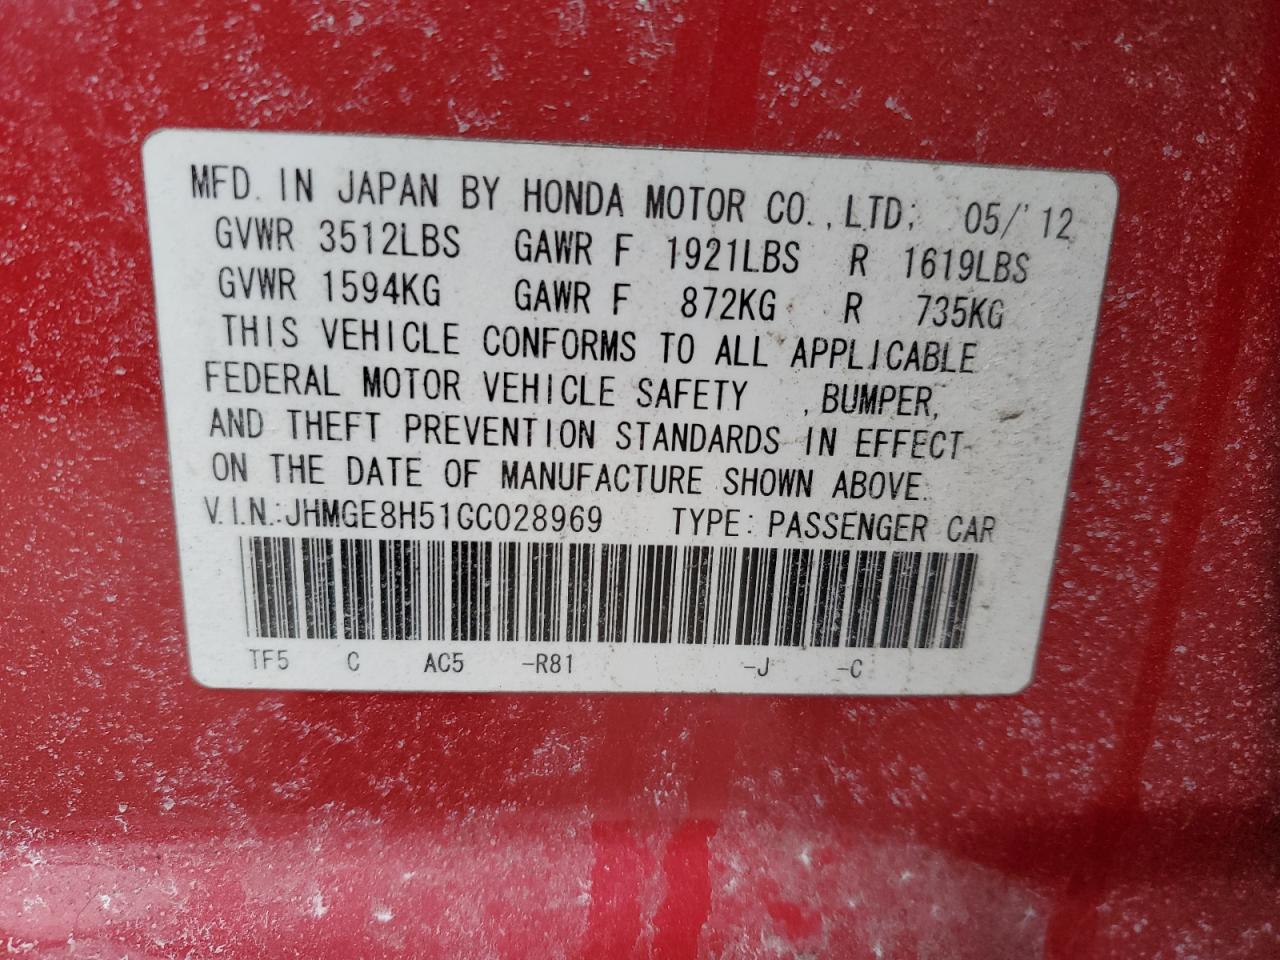 MFD. IN JAPAN BY HONDA MOTOR CO., LTD; 05/'12
GVWR 3512LBS GAWR F 1921LBS R 1619LBS
GVWR 1594KG GAWR F 872KG R 735KG
THIS VEHICLE CONFORMS TO ALL APPLICABLE
FEDERAL MOTOR VEHICLE SAFETY , BUMPER,
AND THEFT PREVENTION STANDARDS IN EFFECT
ON THE DATE OF MANUFACTURE SHOWN ABOVE.
V.I.N.:JHMGE8H51CC028969 TYPE: PASSENGER CAR
TF5 C AC5 -R81 -J -C